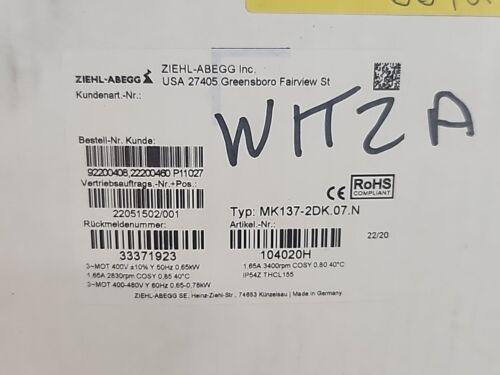 ZIEHL-ABEGG
ZIEHL-ABEGG Inc.
USA 27405 Greensboro Fairview St
Kundenart.-Nr.:
WITZA
Bestell-Nr. Kunde:
92200408,22200460 P11027
Vertriebsauftrags.-Nr.+Pos.:
22051502/001
CE RoHS
COMPLIANT
Typ: MK137-2DK.07.N
Rückmeldenummer:
Artikel.-Nr.:
22/20
33371923
104020H
3~MOT 400V ±10% Y 50Hz 0.65kW
1.65A 3400rpm COSY 0.80 40°C
1.65A 2830rpm COSY 0.85 40°C
IP54Z THCL155
3~MOT 400-480V Y 60Hz 0.65-0.78kW
ZIEHL-ABEGG SE, Heinz-Ziehl-Str., 74653 Künzelsau / Made in Germany